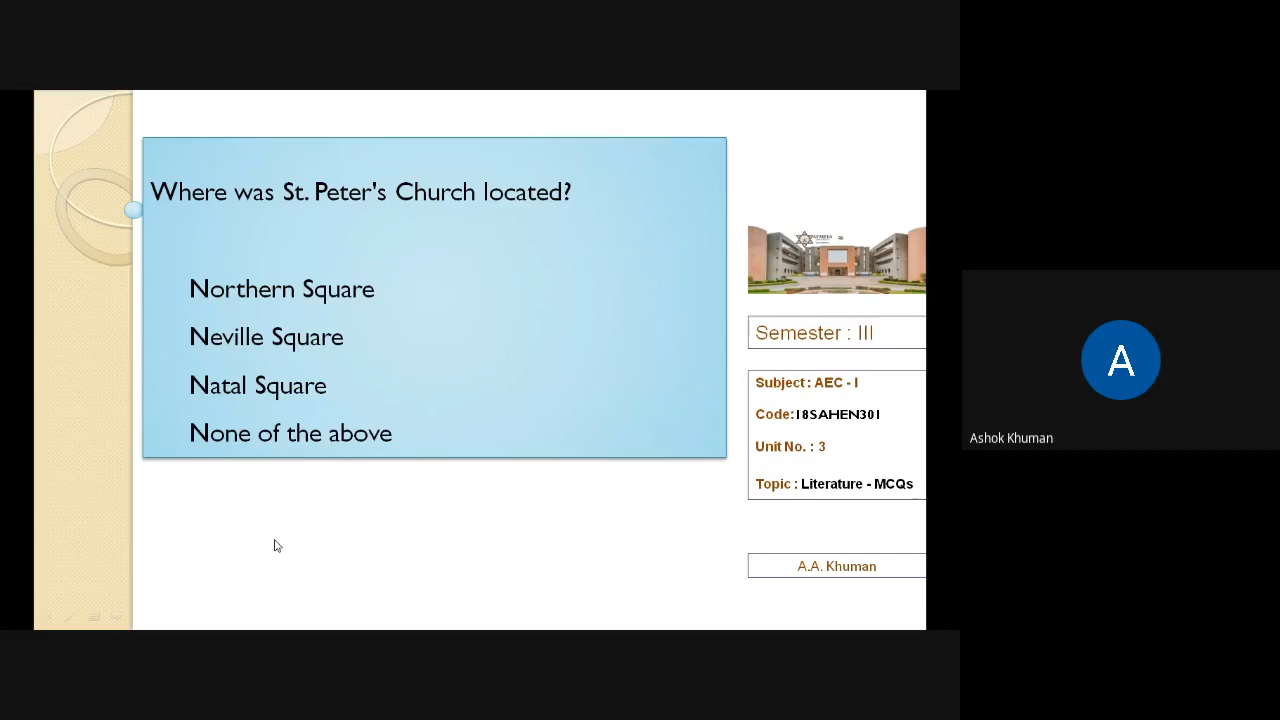 Where was St. Peter's Church located?
Northern Square
Neville Square
Natal Square
None of the above
Semester : III
Subject : AEC - I
Code:18SAHEN301
Unit No. : 3
Topic : Literature - MCQs
A.A. Khuman
A
Ashok Khuman